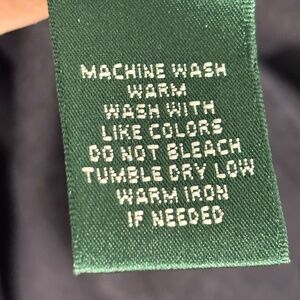 MACHINE WASH
WARM
WASH WITH
LIKE COLORS
DO NOT BLEACH
TUMBLE DRY LOW
WARM IRON
IF NEEDED